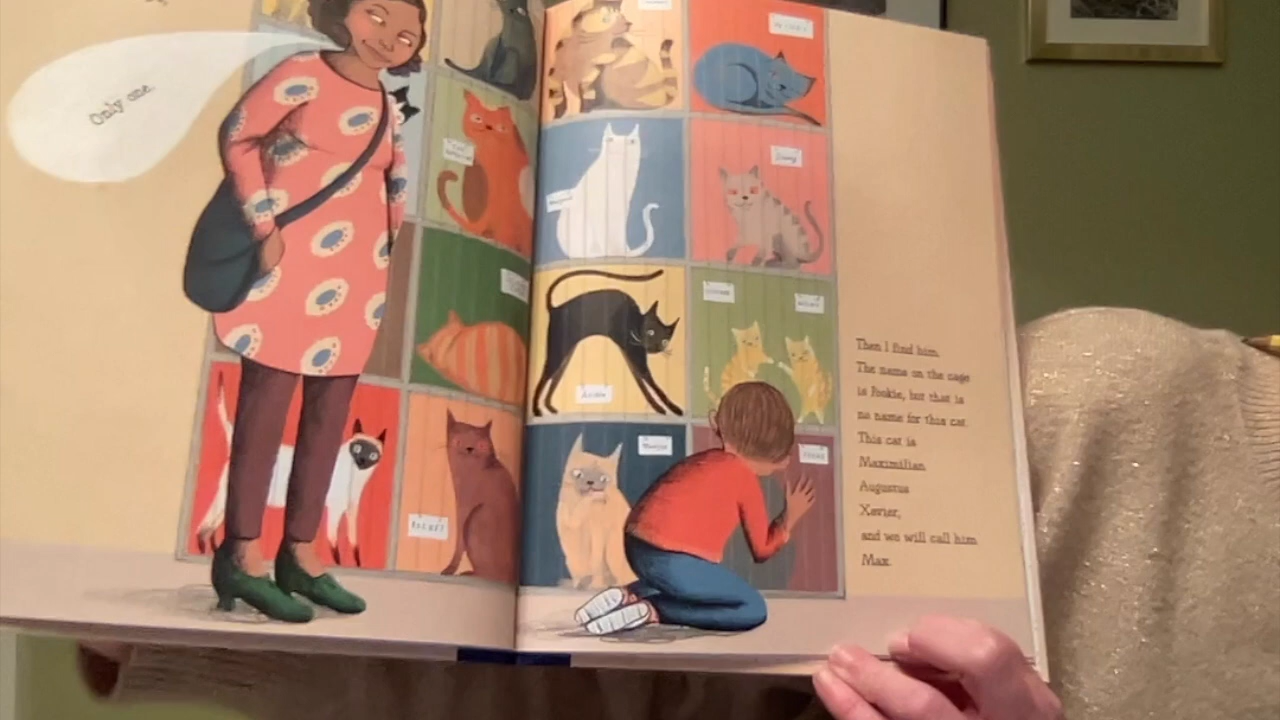 Only one.
Then I find him.
The name on the cage
is Pookie, but that is
no name for this cat.
This cat is
Maximilian
Augustus
Xavier,
and we will call him
Max.